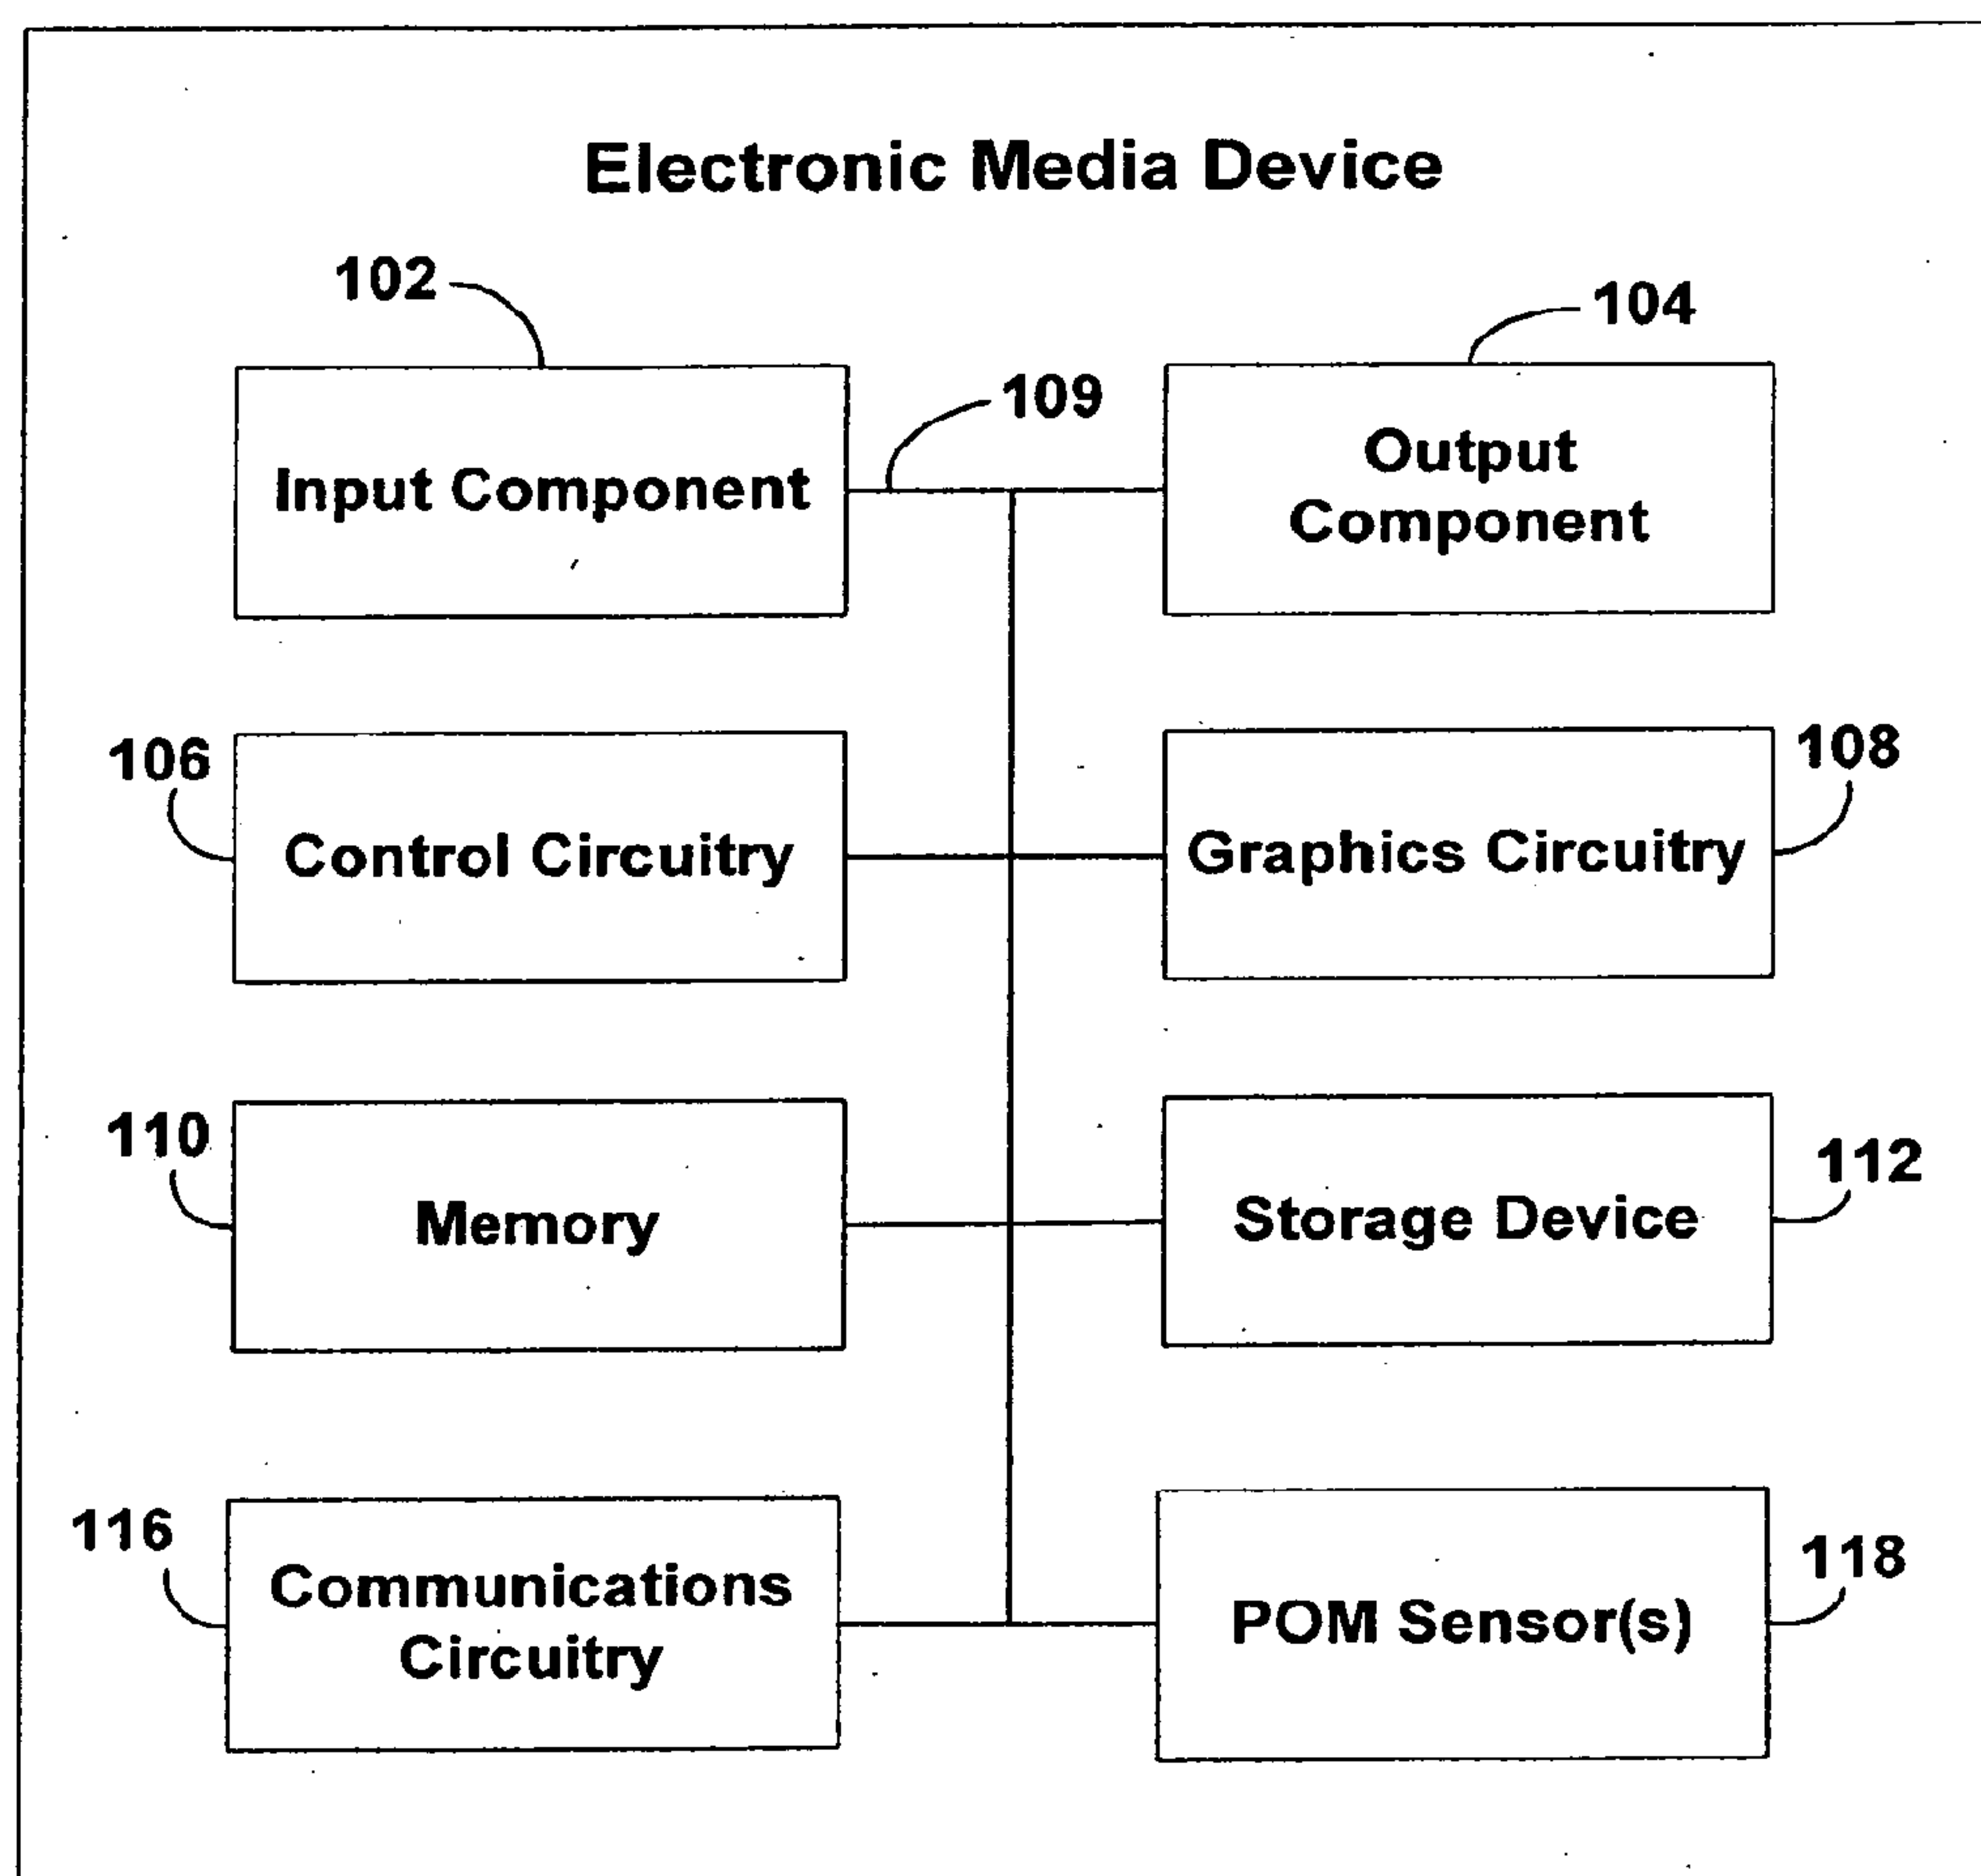 Electronic Media Device
102
104
109
Input Component
Output
Component
106
108
Control Circuitry
Graphics Circuitry
110
112
Memory
Storage Device
116
118
Communications
Circuitry
POM Sensor(s)